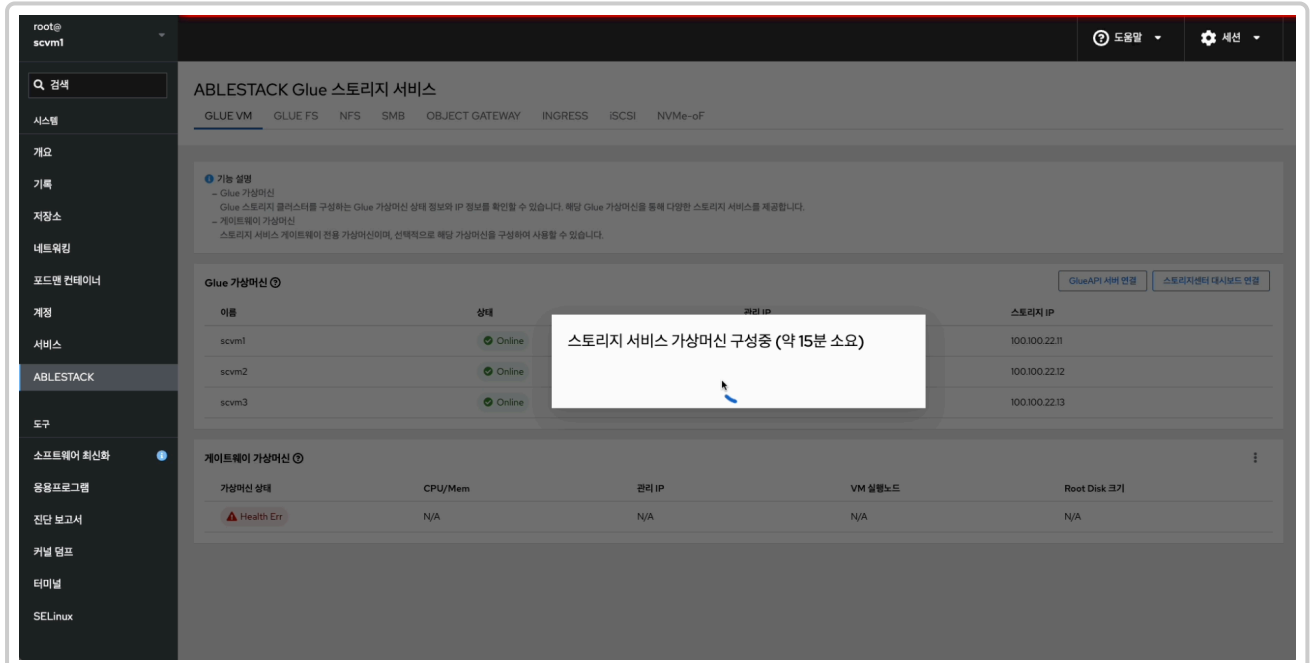 root@
scvm1
도움말
세션
검색
시스템
개요
기록
저장소
네트워킹
포드맨 컨테이너
계정
서비스
ABLESTACK
도구
소프트웨어 최신화
응용프로그램
진단 보고서
커널 덤프
터미널
SELinux
ABLESTACK Glue 스토리지 서비스
GLUE VM GLUE FS NFS SMB OBJECT GATEWAY INGRESS iSCSI NVMe-oF
기능 설명
– Glue 가상머신
Glue 스토리지 클러스터를 구성하는 Glue 가상머신 상태 정보와 IP 정보를 확인할 수 있습니다. 해당 Glue 가상머신을 통해 다양한 스토리지 서비스를 제공합니다.
– 게이트웨이 가상머신
스토리지 서비스 게이트웨이 전용 가상머신이며, 선택적으로 해당 가상머신을 구성하여 사용할 수 있습니다.
Glue 가상머신
GlueAPI 서버 연결 스토리지센터 대시보드 연결
이름 상태 관리 IP 스토리지 IP
scvm1 Online 100.100.22.11
scvm2 Online 100.100.22.12
scvm3 Online 100.100.22.13
스토리지 서비스 가상머신 구성중 (약 15분 소요)
게이트웨이 가상머신
가상머신 상태 CPU/Mem 관리 IP VM 실행노드 Root Disk 크기
Health Err N/A N/A N/A N/A